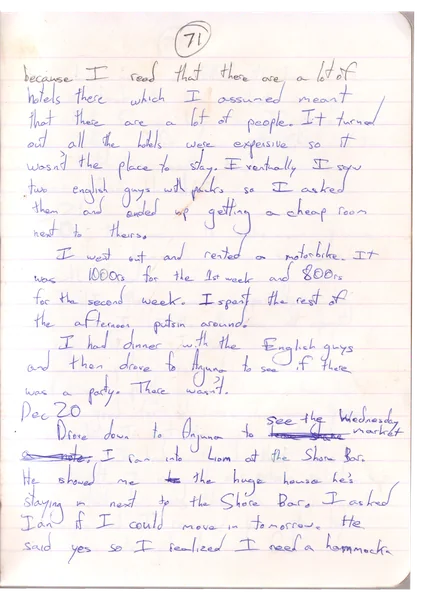 71
because I read that there are a lot of
hotels there which I assumed meant
that there are a lot of people. It turned
out all the hotels were expensive so it
wasn't the place to stay. Eventually I saw
two english guys with packs so I asked
them and ended up getting a cheap room
next to theirs.
I went out and rented a motorbike. It
was 1000rs for the 1st week and 800rs
for the second week. I spent the rest of
the afternoon putsin around.
I had dinner with the English guys
and then drove to Anjuna to see if there
was a party. There wasn't.
Dec 20
Drove down to Anjuna to see the Wednesday
market
I ran into Liam at the Shore Bar.
He showed me the huge house he's
staying in next to the Shore Bar. I asked
Ian if I could move in tomorrow. He
said yes so I realized I need a hammock